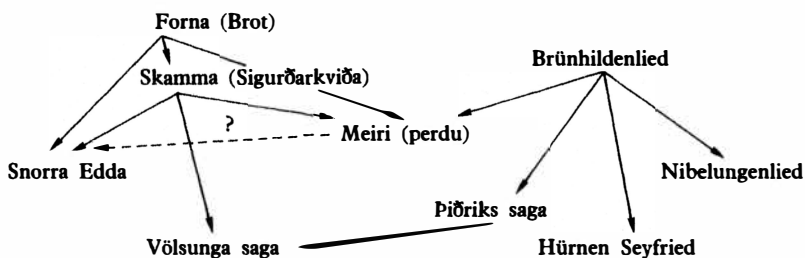 Forna (Brot)
Skamma (Sigurðarkviða)
Brünhildenlied
?
Meiri (perdu)
Snorra Edda
Nibelungenlied
Þiðriks saga
Völsunga saga
Hürnen Seyfried